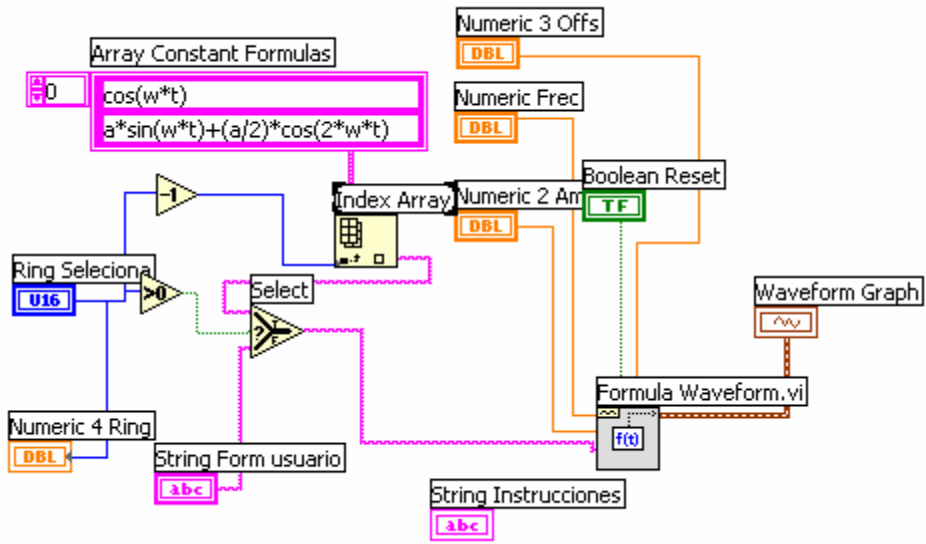 Numeric 3 Offs
DBL
Array Constant Formulas
0
cos(w*t)
a*sin(w*t)+(a/2)*cos(2*w*t)
Numeric Frec
DBL
Boolean Reset
TF
-1
Index Array
Numeric 2 Am
DBL
Ring Seleciona
U16
>0
Select
?
T
F
Waveform Graph
Formula Waveform.vi
f(t)
Numeric 4 Ring
DBL
String Form usuario
abc
String Instrucciones
abc